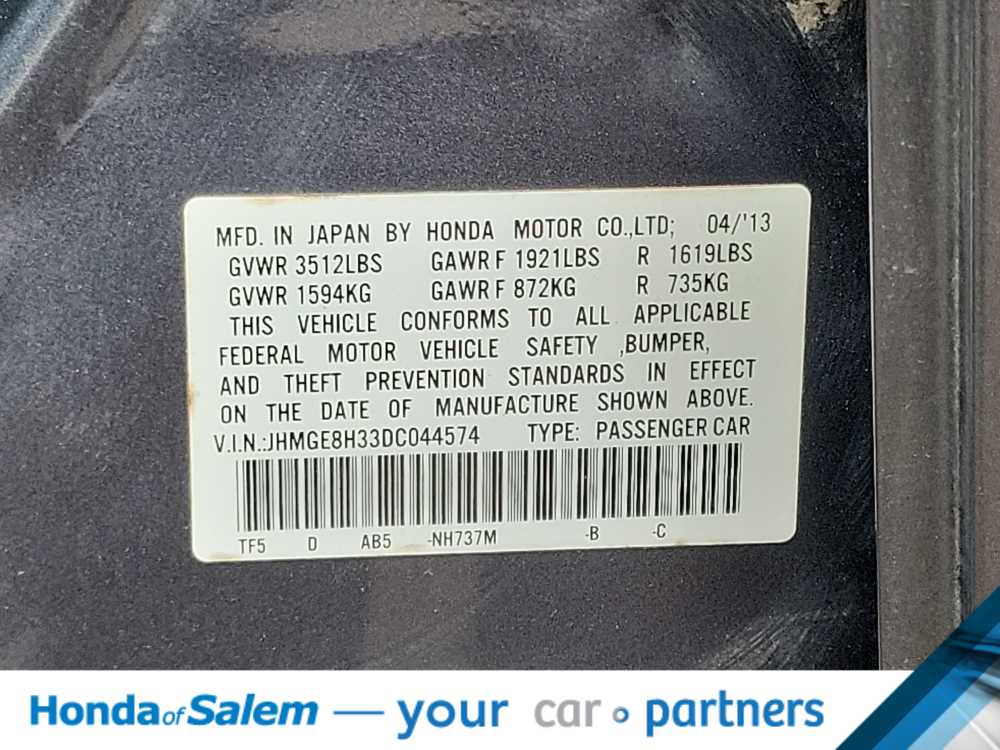 MFD. IN JAPAN BY HONDA MOTOR CO.,LTD; 04/'13
GVWR 3512LBS GAWR F 1921LBS R 1619LBS
GVWR 1594KG GAWR F 872KG R 735KG
THIS VEHICLE CONFORMS TO ALL APPLICABLE
FEDERAL MOTOR VEHICLE SAFETY ,BUMPER,
AND THEFT PREVENTION STANDARDS IN EFFECT
ON THE DATE OF MANUFACTURE SHOWN ABOVE.
V.I.N.:JHMGE8H33DC044574 TYPE: PASSENGER CAR
TF5 D AB5 -NH737M -B -C
Honda of Salem — your car partners